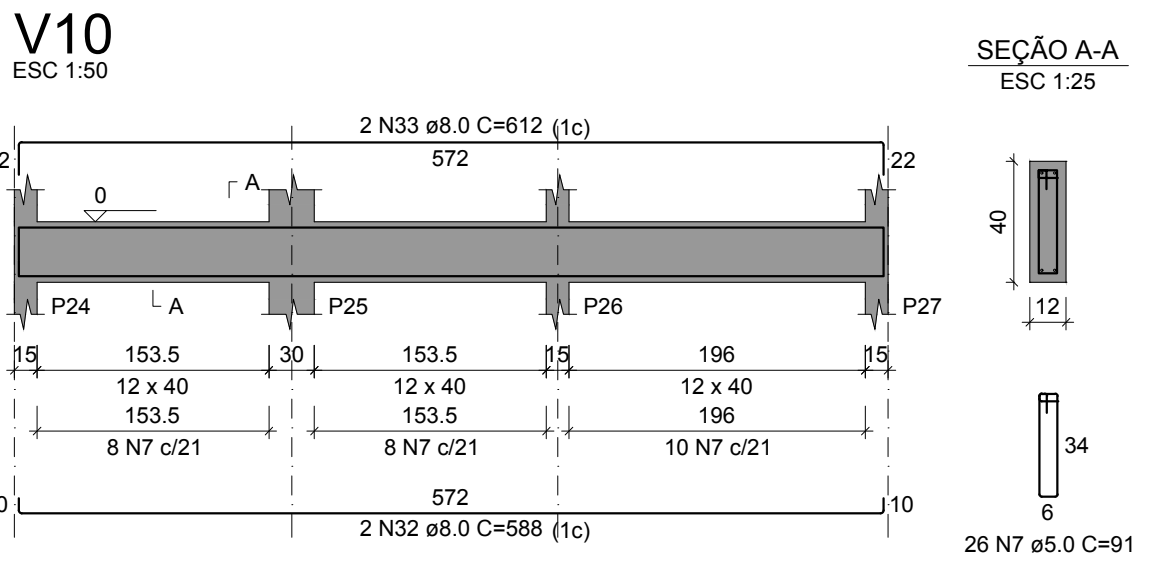 V10
ESC 1:50
SEÇÃO A-A
ESC 1:25
2 N33 ø8.0 C=612 (1c)
2 572 22
A
0
40
A P24 P25 P26 P27
12
15 153.5 30 153.5 15 196 15
12 x 40 12 x 40 12 x 40
153.5 153.5 196
8 N7 c/21 8 N7 c/21 10 N7 c/21
34
0 572 10
6
2 N32 ø8.0 C=588 (1c)
26 N7 ø5.0 C=91